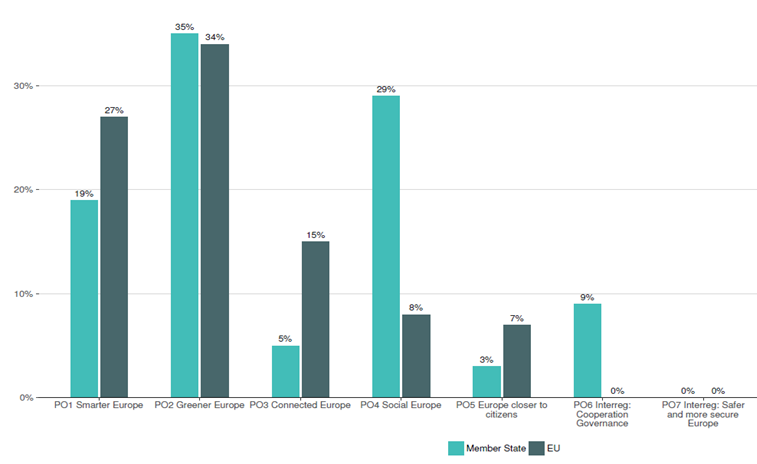 35%
34%
30%
29%
27%
20%
19%
15%
10%
9%
8%
7%
5%
3%
0%
0%
0%
0%
PO1 Smarter Europe
PO2 Greener Europe
PO3 Connected Europe
PO4 Social Europe
PO5 Europe closer to
citizens
PO6 Interreg:
Cooperation
Governance
PO7 Interreg: Safer
and more secure
Europe
Member State
EU